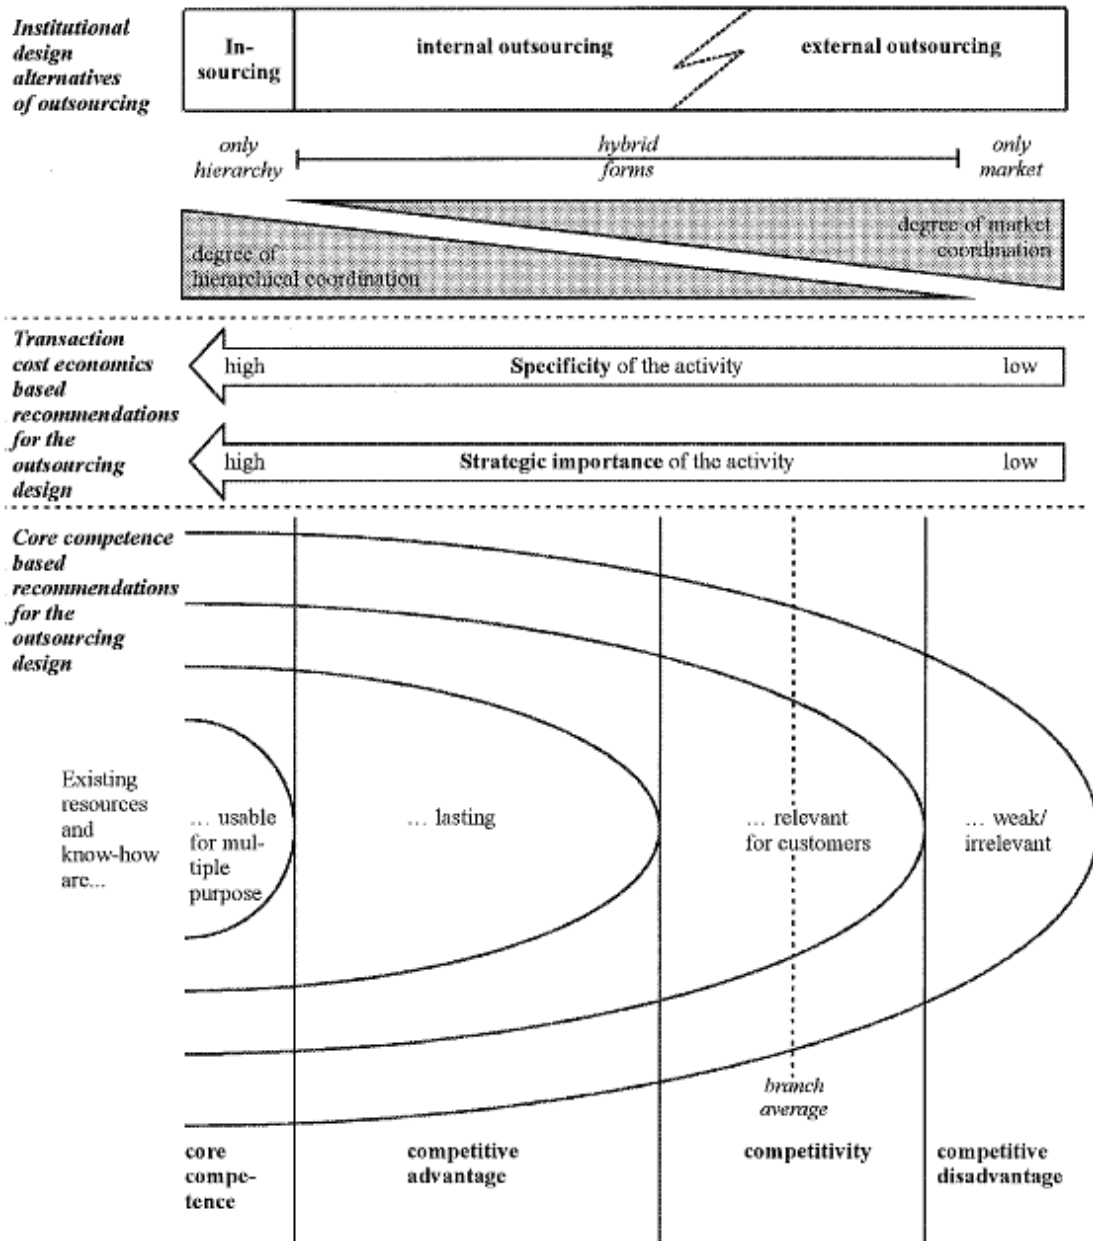 Institutional
design
alternatives
of outsourcing
In-
sourcing
internal outsourcing
external outsourcing
only
hierarchy
hybrid
forms
only
market
degree of market
coordination
degree of
hierarchical coordination
Transaction
cost economics
based
recommendations
for the
outsourcing
design
high
Specificity of the activity
low
high
Strategic importance of the activity
low
Core competence
based
recommendations
for the
outsourcing
design
Existing
resources
and
know-how
are...
... usable
for mul-
tiple
purpose
... lasting
... relevant
for customers
... weak/
irrelevant
branch
average
core
compe-
tence
competitive
advantage
competitivity
competitive
disadvantage